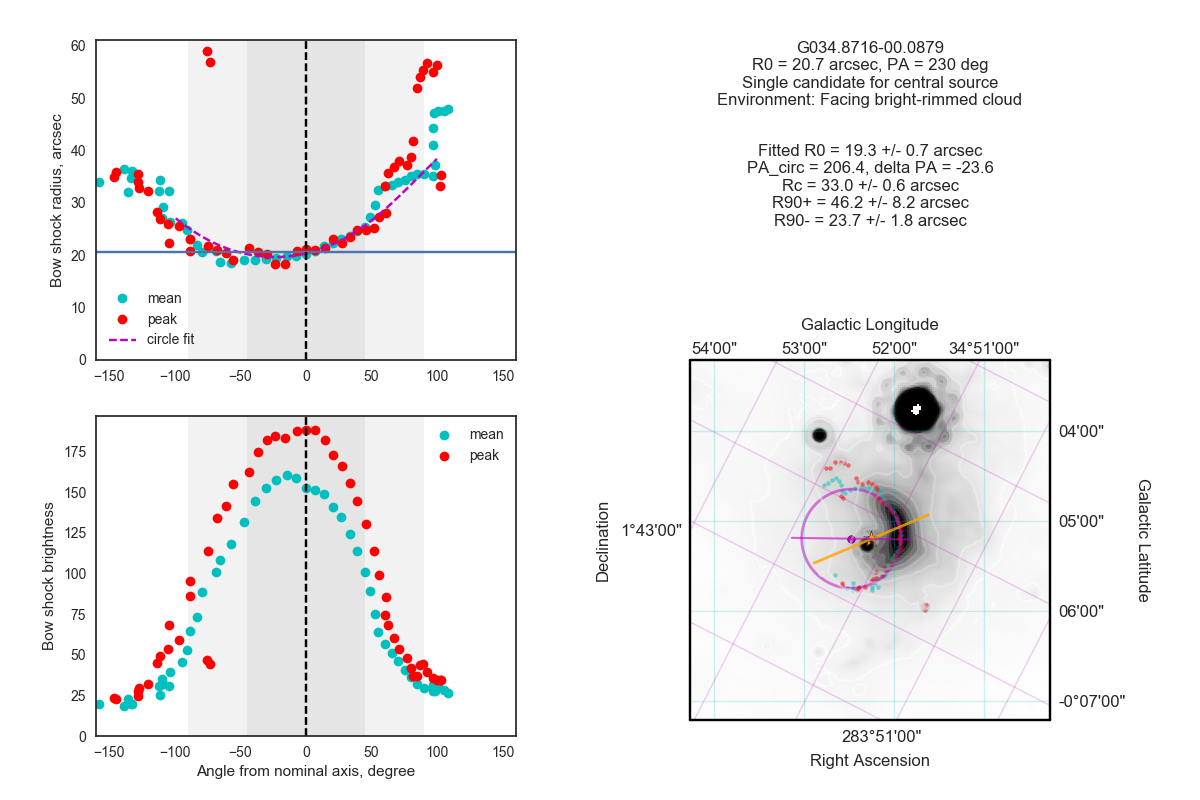 60
50
40
30
20
10
0
Bow shock radius, arcsec
mean
peak
circle fit
−150
−100
−50
0
50
100
150
G034.8716-00.0879
R0 = 20.7 arcsec, PA = 230 deg
Single candidate for central source
Environment: Facing bright-rimmed cloud
Fitted R0 = 19.3 +/- 0.7 arcsec
PA_circ = 206.4, delta PA = -23.6
Rc = 33.0 +/- 0.6 arcsec
R90+ = 46.2 +/- 8.2 arcsec
R90- = 23.7 +/- 1.8 arcsec
175
150
125
100
75
50
25
0
Bow shock brightness
mean
peak
−150
−100
−50
0
50
100
150
Angle from nominal axis, degree
Galactic Longitude
54'00"
53'00"
52'00"
34°51'00"
04'00"
05'00"
06'00"
-0°07'00"
Galactic Latitude
Declination
1°43'00"
283°51'00"
Right Ascension